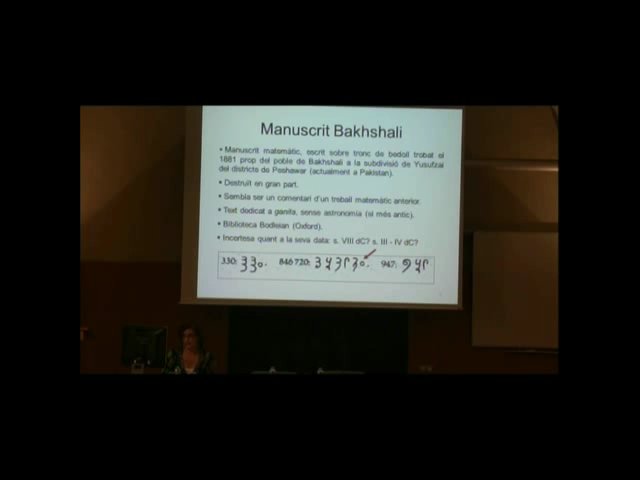 Manuscrit Bakhshali
• Manuscrit matemàtic, escrit sobre tronc de bedoll trobat el
1881 prop del poble de Bakhshali a la subdivisió de Yusufzai
del districte de Peshawar (actualment a Pakistan).
• Destruït en gran part.
• Sembla ser un comentari d'un treball matemàtic anterior.
• Text dedicat a ganita, sense astronomia (el més antic).
• Biblioteca Bodleian (Oxford).
• Incertesa quant a la seva data: s. VIII dC? s. III - IV dC?
330: 846 720: 947: